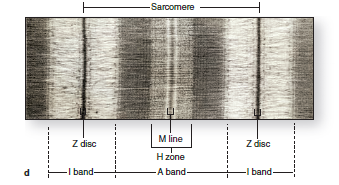 Sarcomere
Z disc
M line
Z disc
H zone
d
I band
A band
I band